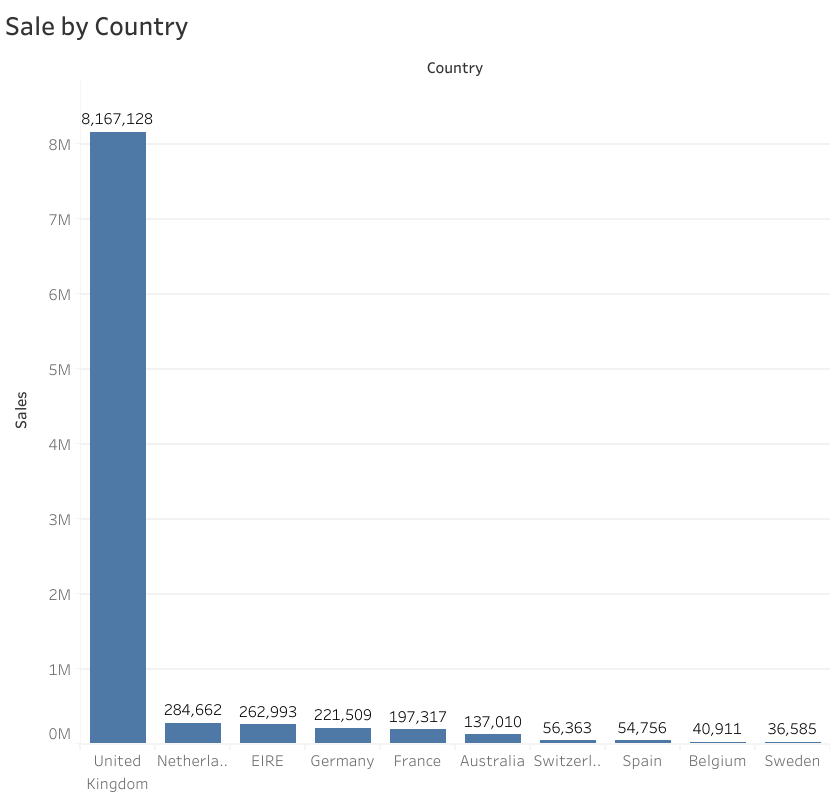 Sale by Country
Country
8,167,128
8M
7M
6M
5M
4M
3M
2M
1M
0M
Sales
284,662
262,993
221,509
197,317
137,010
56,363
54,756
40,911
36,585
United
Kingdom
Netherla..
EIRE
Germany
France
Australia
Switzerl..
Spain
Belgium
Sweden